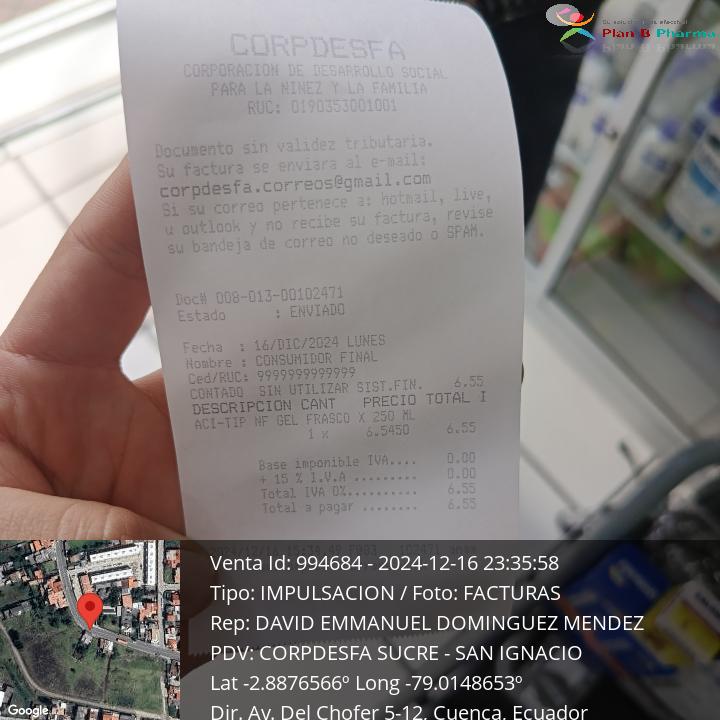 Su solución es efectiva!
Plan B Pharma
CORPDESFA
CORPORACION DE DESARROLLO SOCIAL
PARA LA NINEZ Y LA FAMILIA
RUC: 0190353001001
Documento sin validez tributaria.
Su factura se enviara al e-mail:
corpdesfa.correos@gmail.com
Si su correo pertenece a: hotmail, live,
u outlook y no recibe su factura, revise
su bandeja de correo no deseado o SPAM.
Doc# 008-013-00102471
Estado : ENVIADO
Fecha : 16/DIC/2024 LUNES
Nombre : CONSUMIDOR FINAL
Ced/RUC: 9999999999999
CONTADO SIN UTILIZAR SIST.FIN. 6.55
DESCRIPCION CANT PRECIO TOTAL I
ACI-TIP NF GEL FRASCO X 250 ML
1 x 6.5450 6.55
Base imponible IVA.... 0.00
+ 15 % I.V.A ......... 0.00
Total IVA 0%.......... 6.55
Total a pagar ........ 6.55
Venta Id: 994684 - 2024-12-16 23:35:58
Tipo: IMPULSACION / Foto: FACTURAS
Rep: DAVID EMMANUEL DOMINGUEZ MENDEZ
PDV: CORPDESFA SUCRE - SAN IGNACIO
Lat -2.8876566º Long -79.0148653º
Dir. Av. Del Chofer 5-12, Cuenca, Ecuador
Google